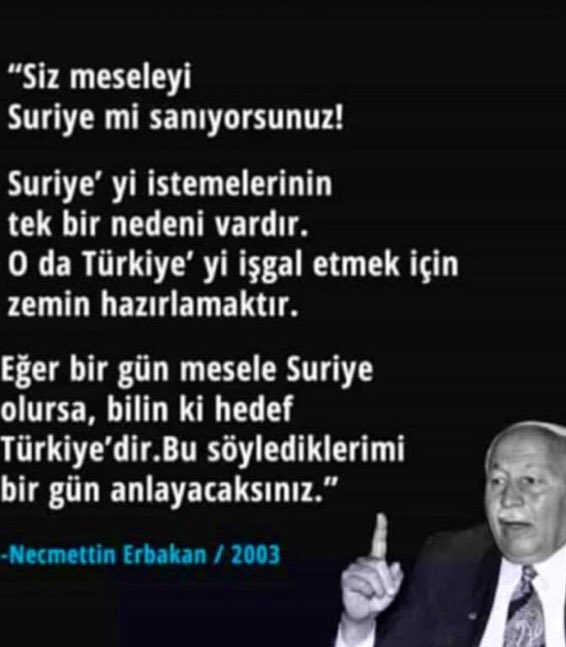 “Siz meseleyi
Suriye mi sanıyorsunuz!
Suriye’ yi istemelerinin
tek bir nedeni vardır.
O da Türkiye’ yi işgal etmek için
zemin hazırlamaktır.
Eğer bir gün mesele Suriye
olursa, bilin ki hedef
Türkiye’dir.Bu söylediklerimi
bir gün anlayacaksınız.”
-Necmettin Erbakan / 2003